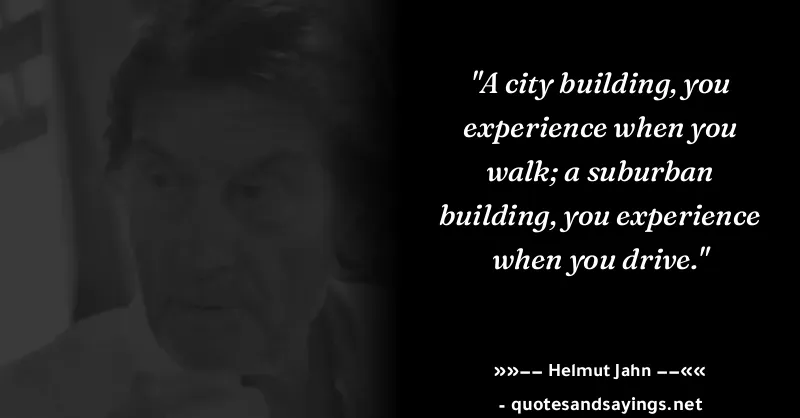 "A city building, you
experience when you
walk; a suburban
building, you experience
when you drive."
»»−− Helmut Jahn −−««
- quotesandsayings.net